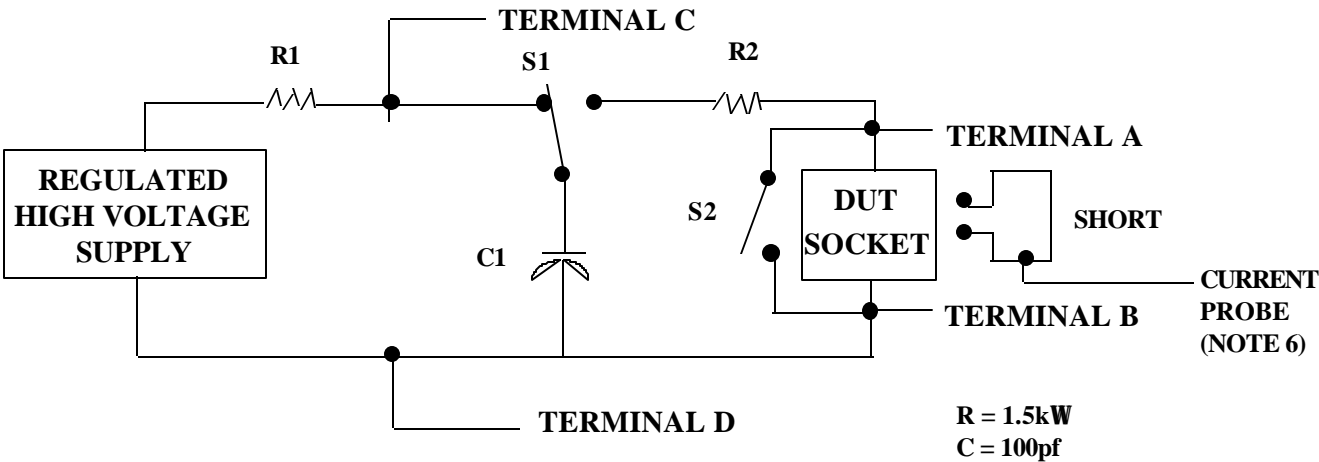 TERMINAL C
R1
S1
R2
TERMINAL A
REGULATED
HIGH VOLTAGE
SUPPLY
S2
DUT
SOCKET
SHORT
C1
CURRENT
PROBE
(NOTE 6)
TERMINAL B
TERMINAL D
R = 1.5kW
C = 100pf